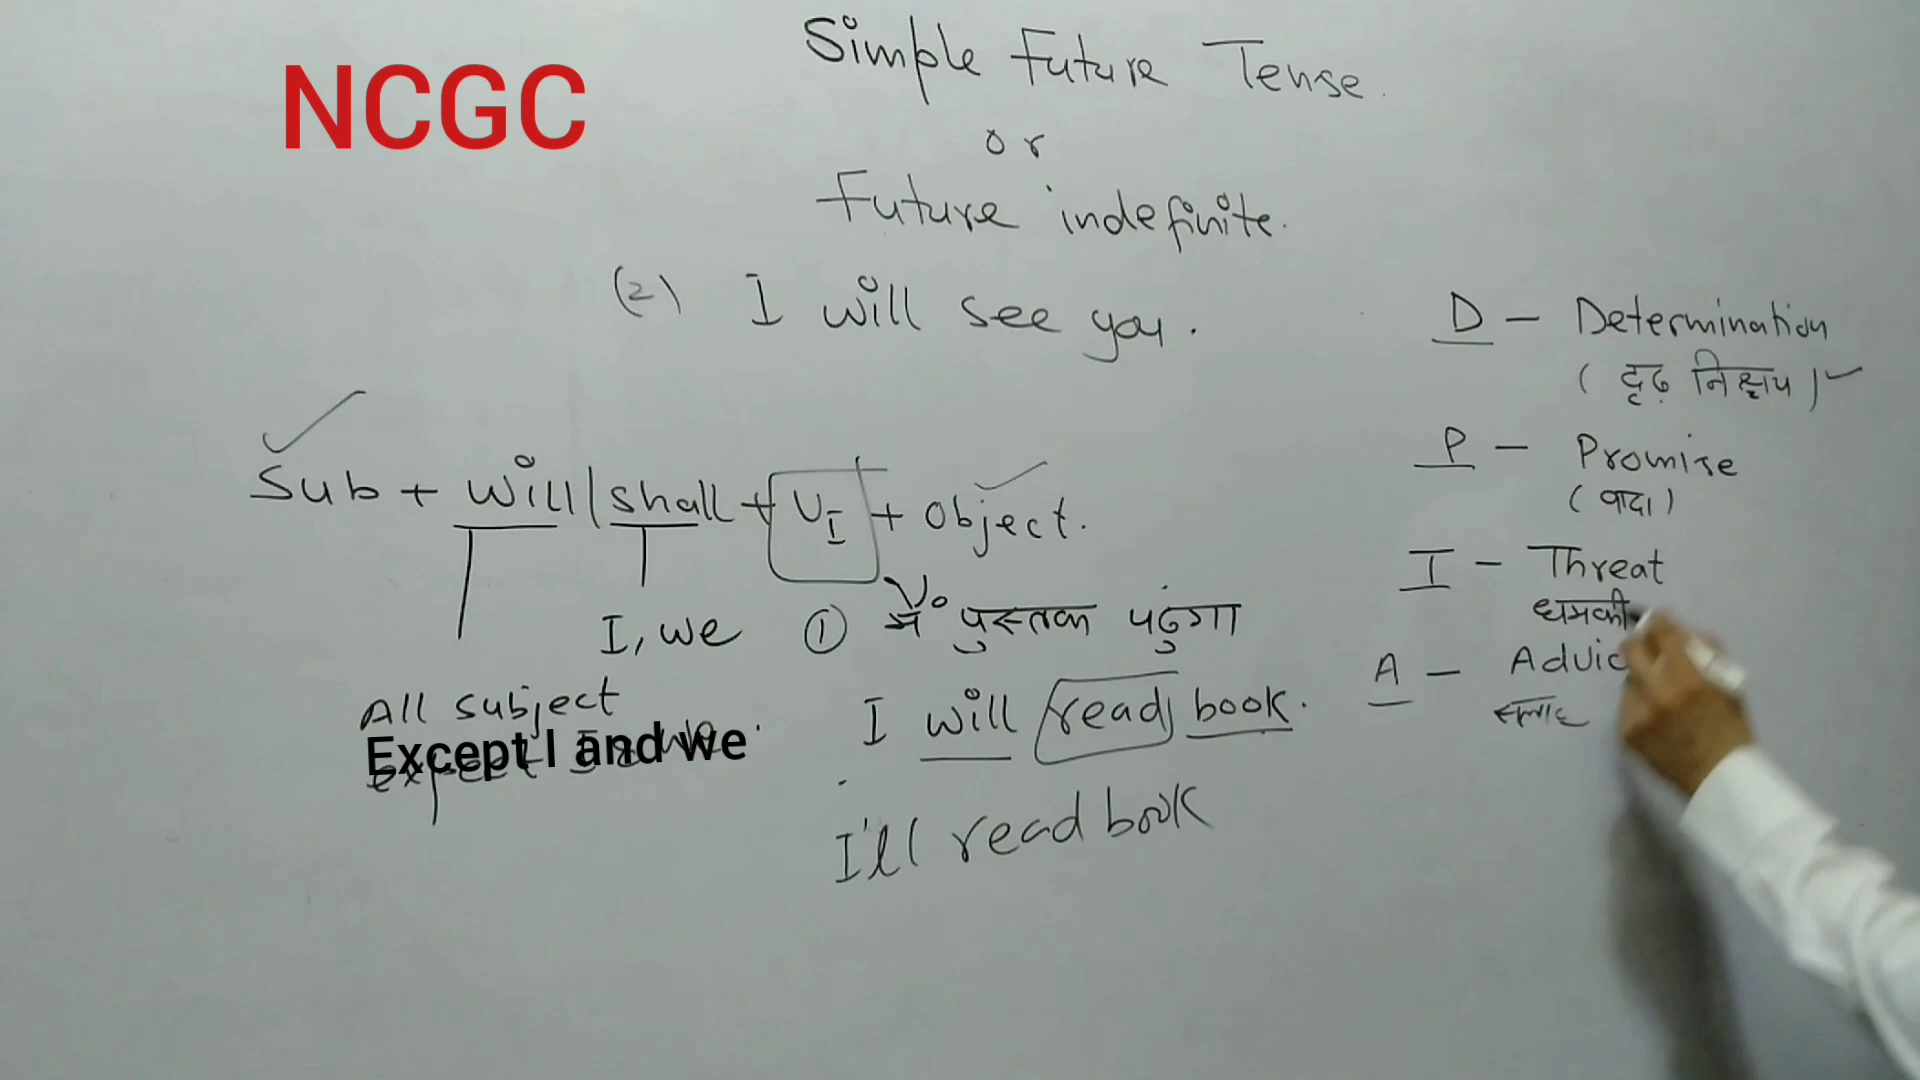 NCGC
Simple Future Tense.
or
Future indefinite.
(2) I will see you.
Sub + will/shall + V I + Object.
I, we
All subject
Except I and we
V०
① मैं पुस्तक पढुंगा
I will read book.
I'll read book
D - Determination
(दृढ़ निश्चय)
P - Promise
(वादा)
T - Threat
धमकी
A - Advic
सलाह